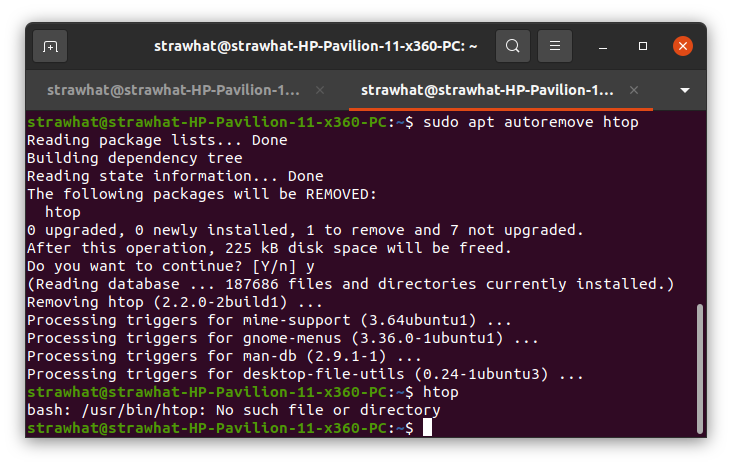 strawhat@strawhat-HP-Pavilion-11-x360-PC: ~
strawhat@strawhat-HP-Pavilion-1... × strawhat@strawhat-HP-Pavilion-1... ×
strawhat@strawhat-HP-Pavilion-11-x360-PC:~$ sudo apt autoremove htop
Reading package lists... Done
Building dependency tree
Reading state information... Done
The following packages will be REMOVED:
  htop
0 upgraded, 0 newly installed, 1 to remove and 7 not upgraded.
After this operation, 225 kB disk space will be freed.
Do you want to continue? [Y/n] y
(Reading database ... 187686 files and directories currently installed.)
Removing htop (2.2.0-2build1) ...
Processing triggers for mime-support (3.64ubuntu1) ...
Processing triggers for gnome-menus (3.36.0-1ubuntu1) ...
Processing triggers for man-db (2.9.1-1) ...
Processing triggers for desktop-file-utils (0.24-1ubuntu3) ...
strawhat@strawhat-HP-Pavilion-11-x360-PC:~$ htop
bash: /usr/bin/htop: No such file or directory
strawhat@strawhat-HP-Pavilion-11-x360-PC:~$